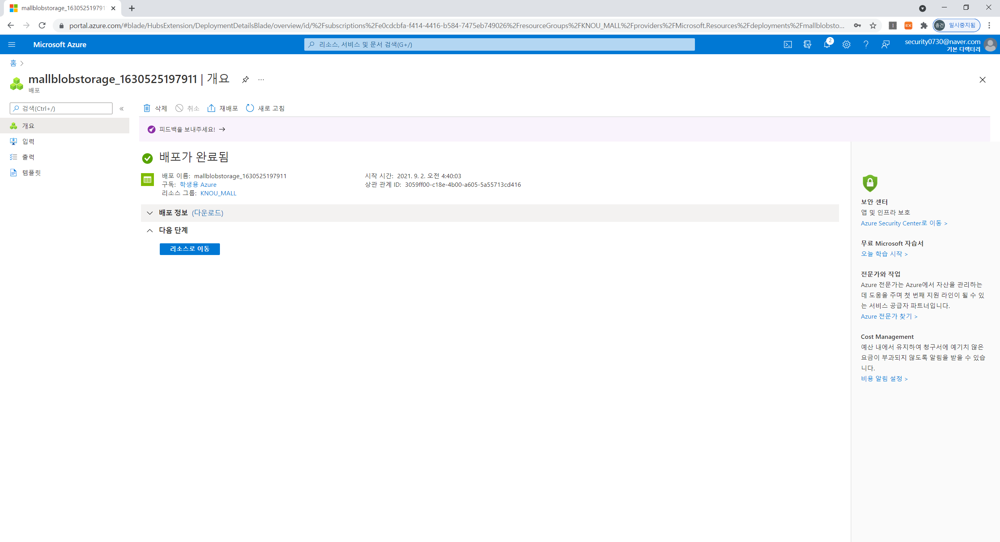 mallblobstorage_163052519791
portal.azure.com/#blade/HubsExtension/DeploymentDetailsBlade/overview/id/%2Fsubscriptions%2Fe0cdcbfa-f414-4416-b584-7475eb749026%2FresourceGroups%2FKNOU_MALL%2Fproviders%2FMicrosoft.Resources%2Fdeployments%2Fmallblobsto...
EX
충건 일시중지됨
Microsoft Azure
리소스, 서비스 및 문서 검색(G+/)
2
security0730@naver.com
기본 디렉터리
홈
mallblobstorage_1630525197911 | 개요
배포
검색(Ctrl+/)
개요
입력
출력
템플릿
삭제 취소 재배포 새로 고침
피드백을 보내주세요! →
배포가 완료됨
배포 이름: mallblobstorage_1630525197911
구독: 학생용 Azure
리소스 그룹: KNOU_MALL
시작 시간: 2021. 9. 2. 오전 4:40:03
상관 관계 ID: 3059ff00-c18e-4b00-a605-5a55713cd416
배포 정보 (다운로드)
다음 단계
리소스로 이동
보안 센터
앱 및 인프라 보호
Azure Security Center로 이동 >
무료 Microsoft 자습서
오늘 학습 시작 >
전문가와 작업
Azure 전문가는 Azure에서 자산을 관리하는
데 도움을 주며 첫 번째 지원 라인이 될 수 있
는 서비스 공급자 파트너입니다.
Azure 전문가 찾기 >
Cost Management
예산 내에서 유지하여 청구서에 예기치 않은
요금이 부과되지 않도록 알림을 받을 수 있습
니다.
비용 알림 설정 >